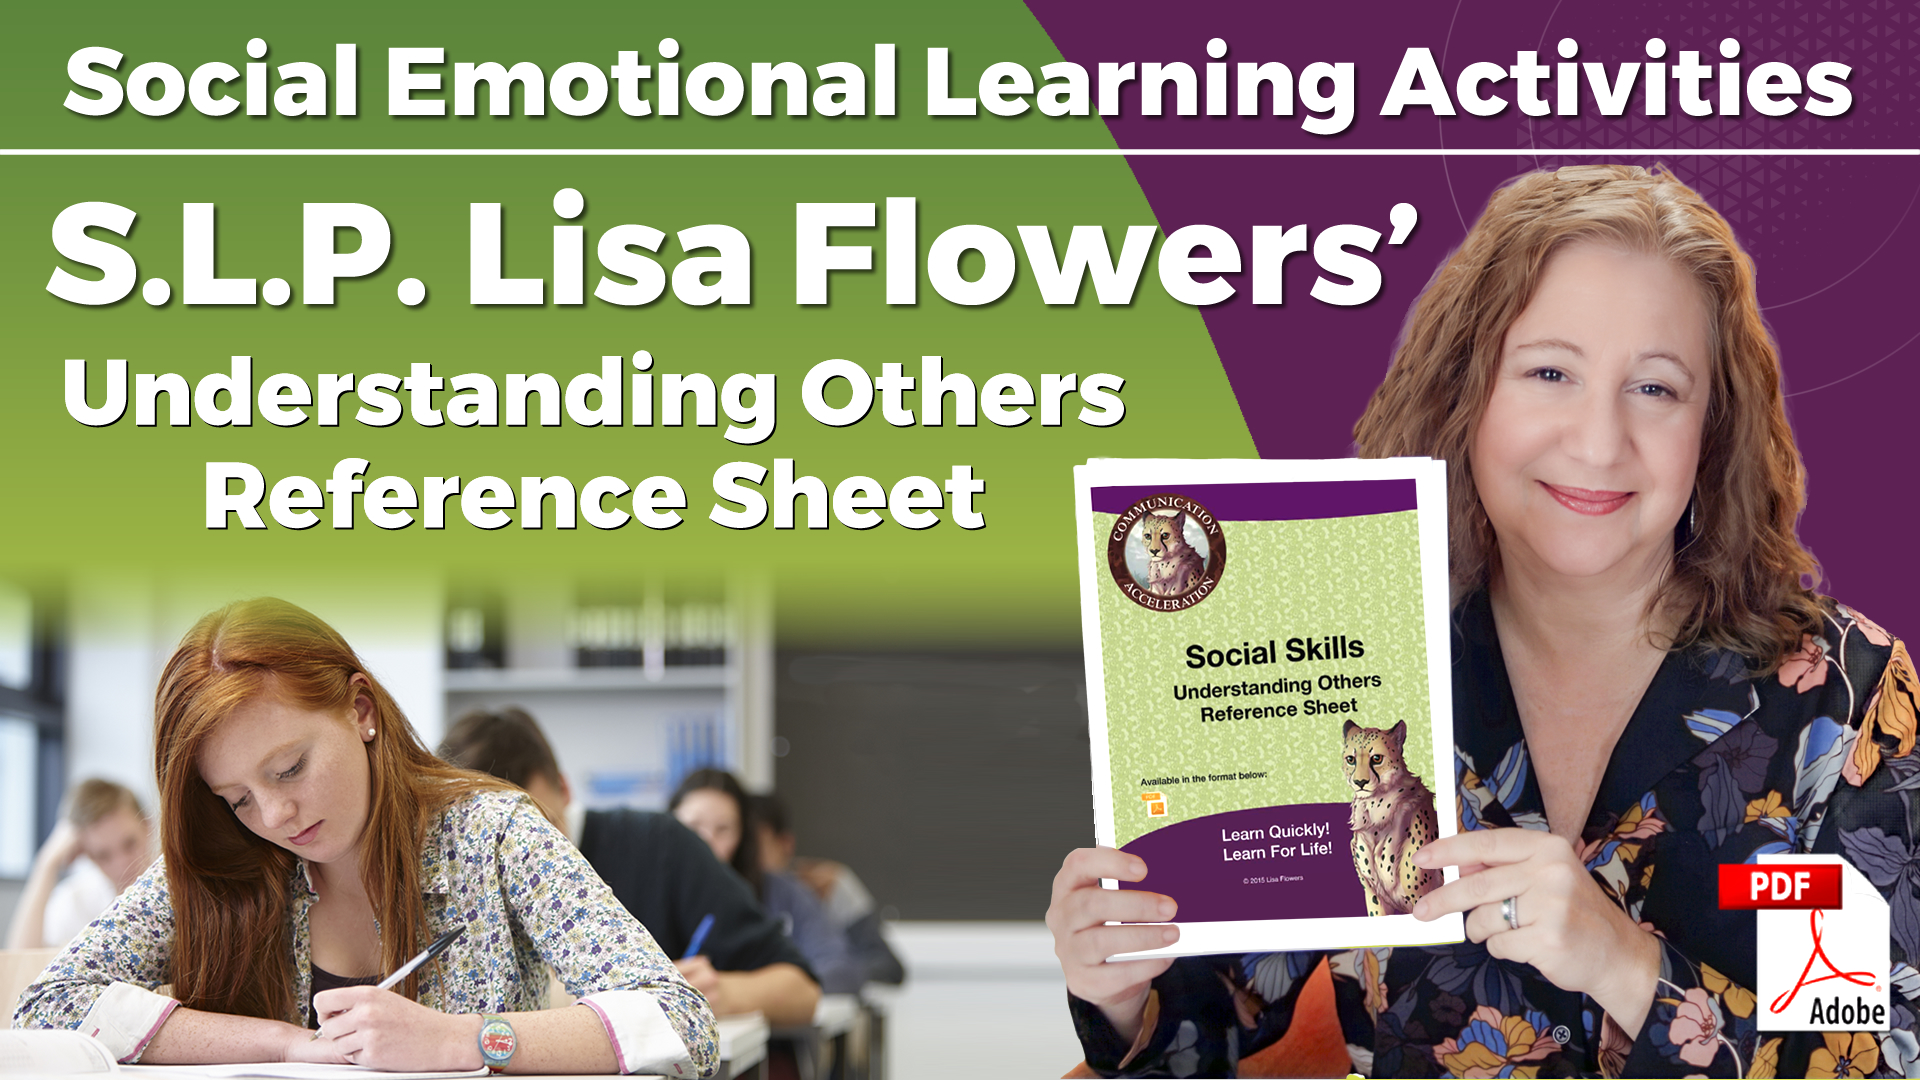 Social Emotional Learning Activities
S.L.P. Lisa Flowers’
Understanding Others
Reference Sheet
COMMUNICATION
ACCELERATION
Social Skills
Understanding Others
Reference Sheet
Available in the format below:
PDF
Learn Quickly!
Learn For Life!
© 2015 Lisa Flowers
PDF
Adobe